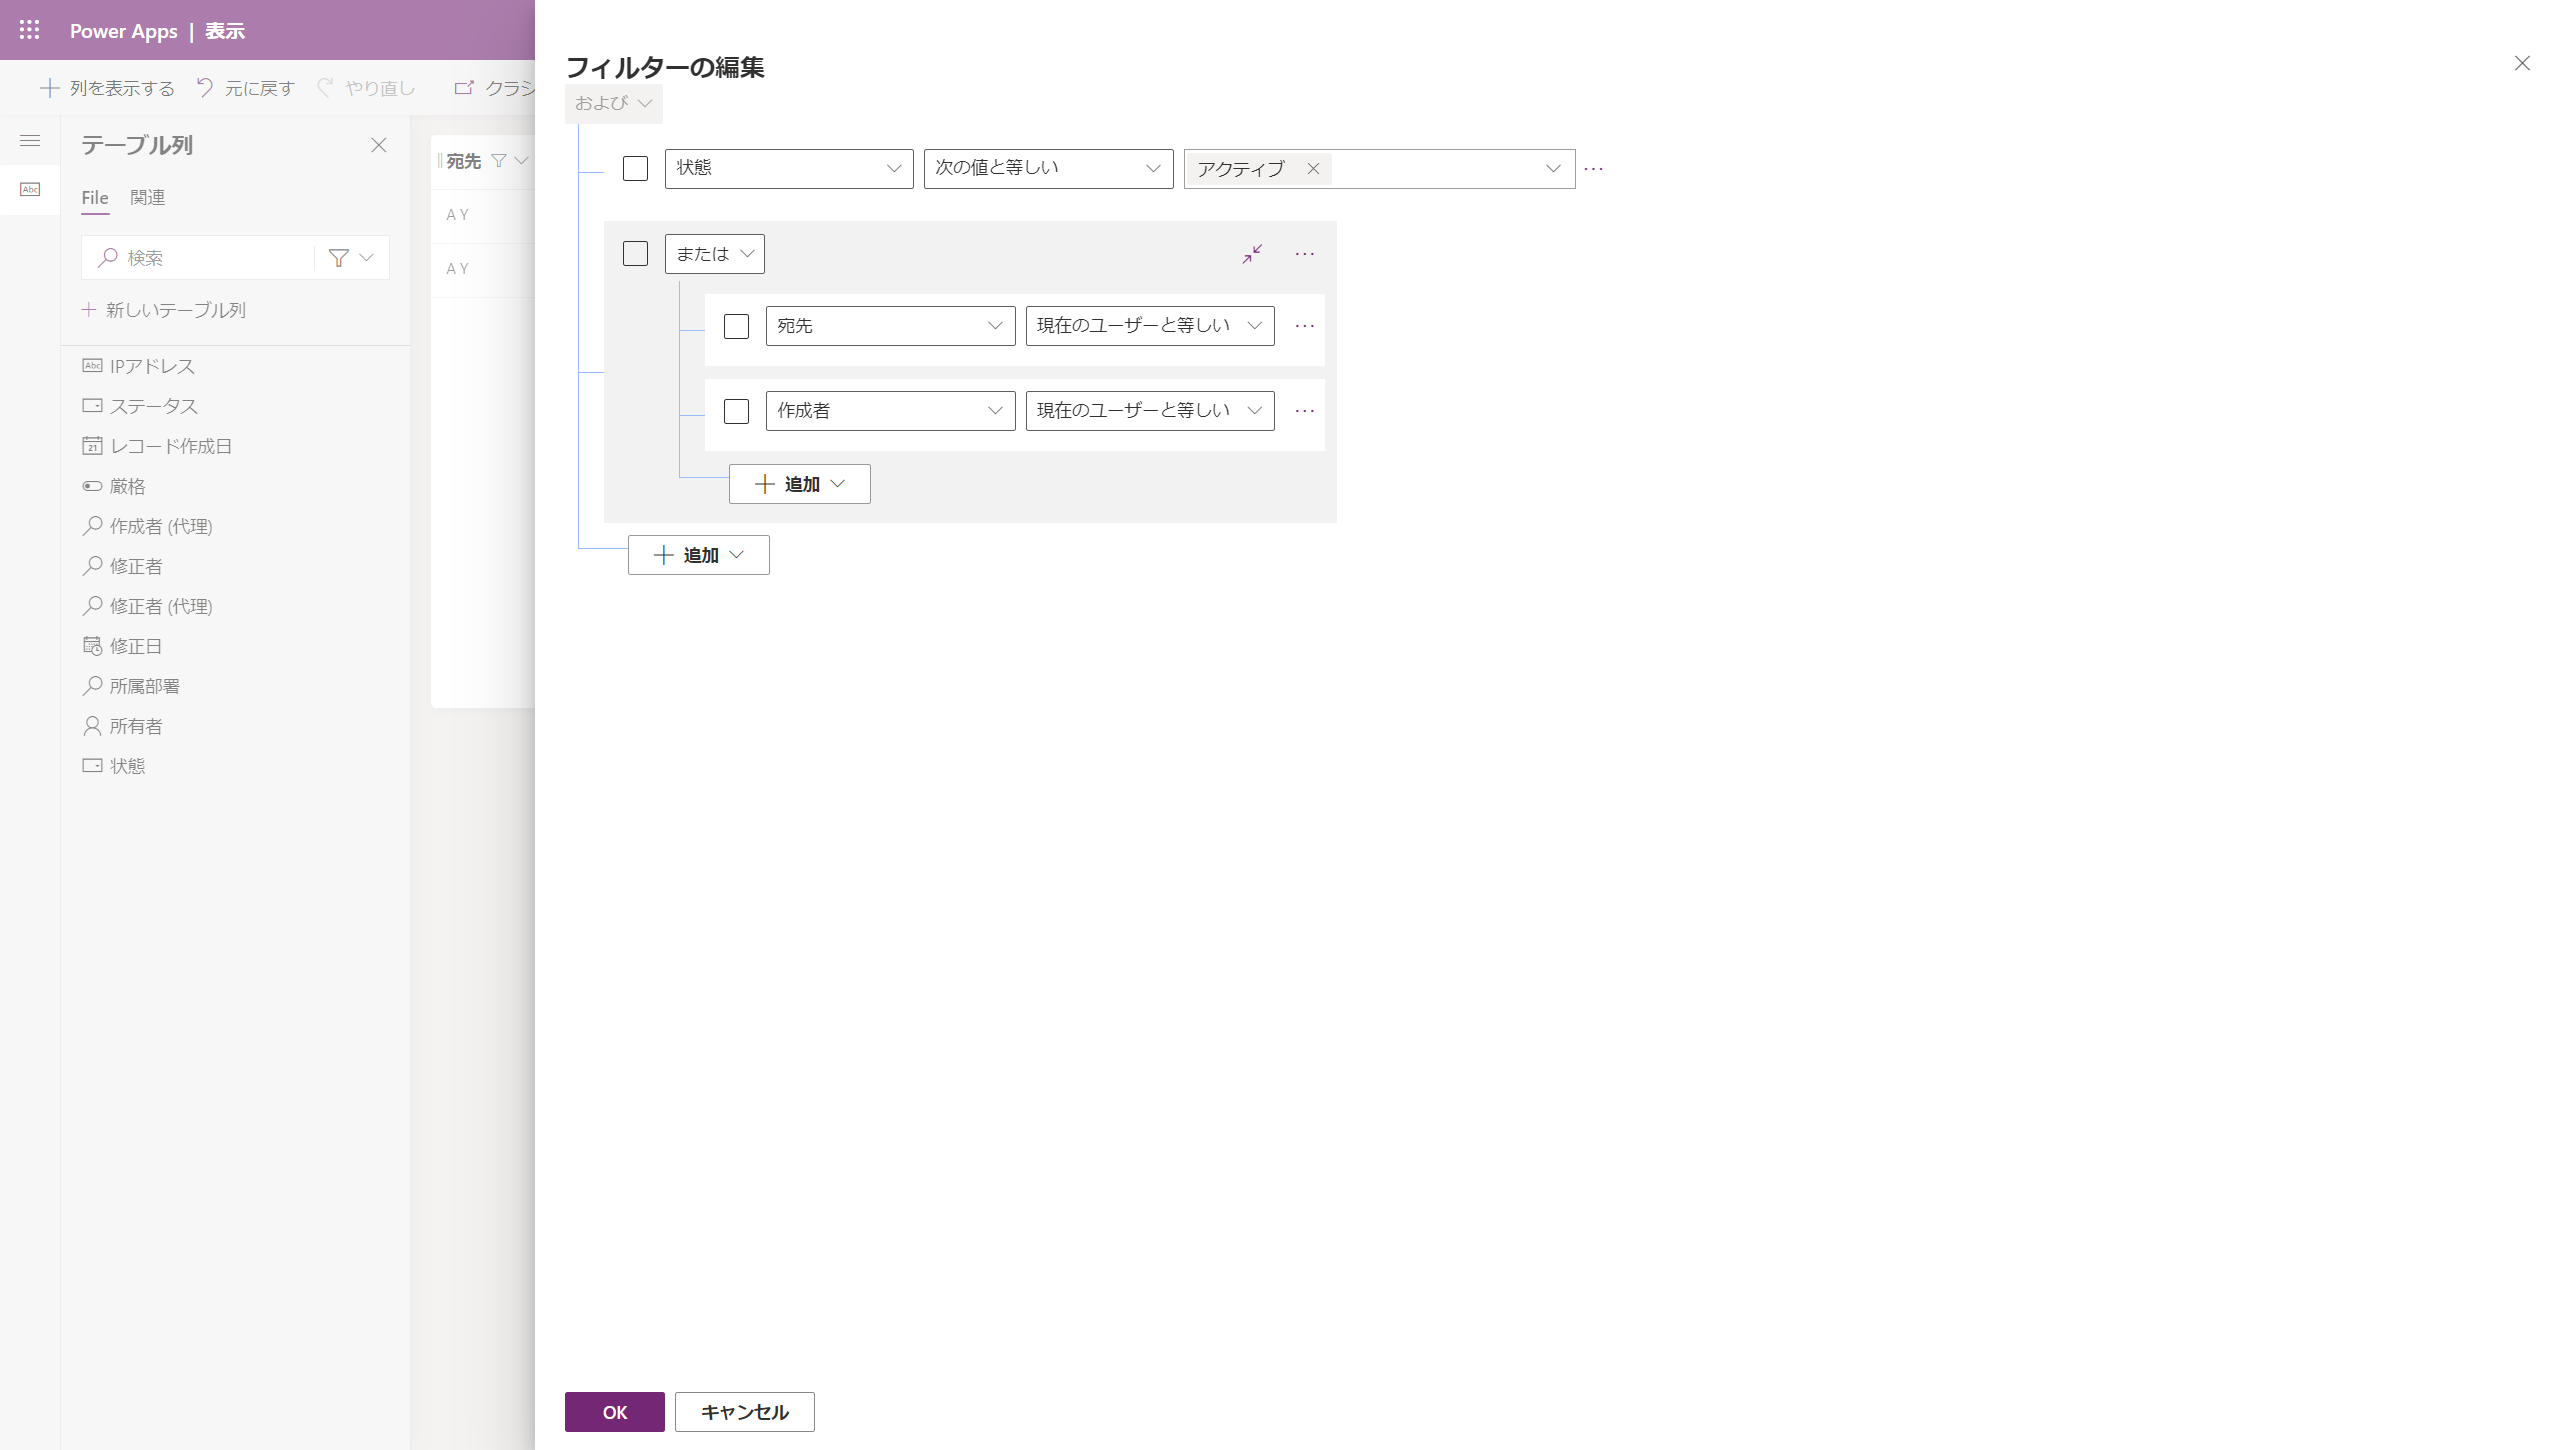 Power Apps | 表示
列を表示する 元に戻す やり直し クラシ
テーブル列
File 関連
検索
新しいテーブル列
Abc IPアドレス
ステータス
21 レコード作成日
厳格
作成者 (代理)
修正者
修正者 (代理)
修正日
所属部署
所有者
状態
Abc
宛先
A Y
A Y
フィルターの編集
および
状態 次の値と等しい アクティブ
または
宛先 現在のユーザーと等しい
作成者 現在のユーザーと等しい
追加
追加
OK キャンセル